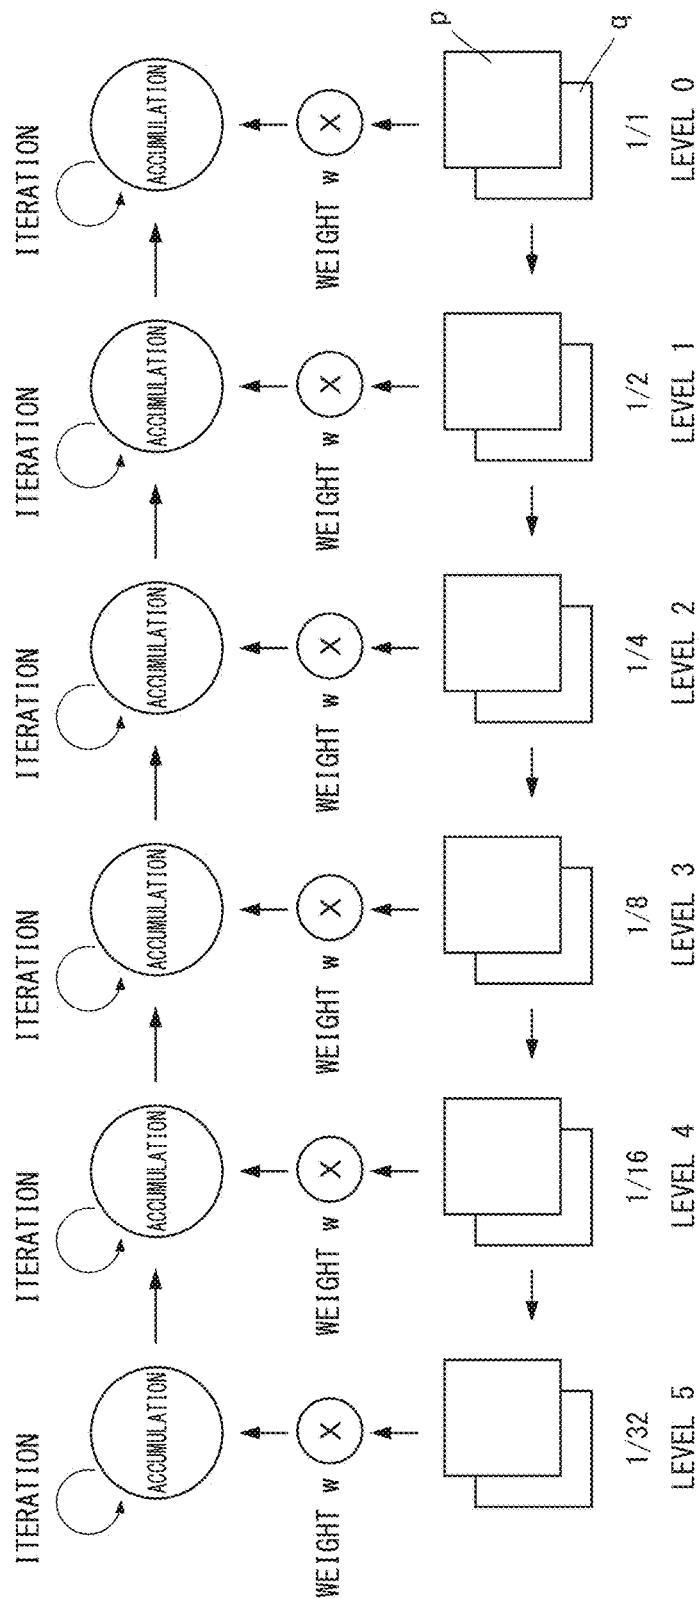 ITERATION ITERATION ITERATION ITERATION ITERATION ITERATION
ACCUMULATION ACCUMULATION ACCUMULATION ACCUMULATION ACCUMULATION ACCUMULATION
WEIGHT w X WEIGHT w X WEIGHT w X WEIGHT w X WEIGHT w X WEIGHT w X
p
q
1/32 1/16 1/8 1/4 1/2 1/1
LEVEL 5 LEVEL 4 LEVEL 3 LEVEL 2 LEVEL 1 LEVEL 0